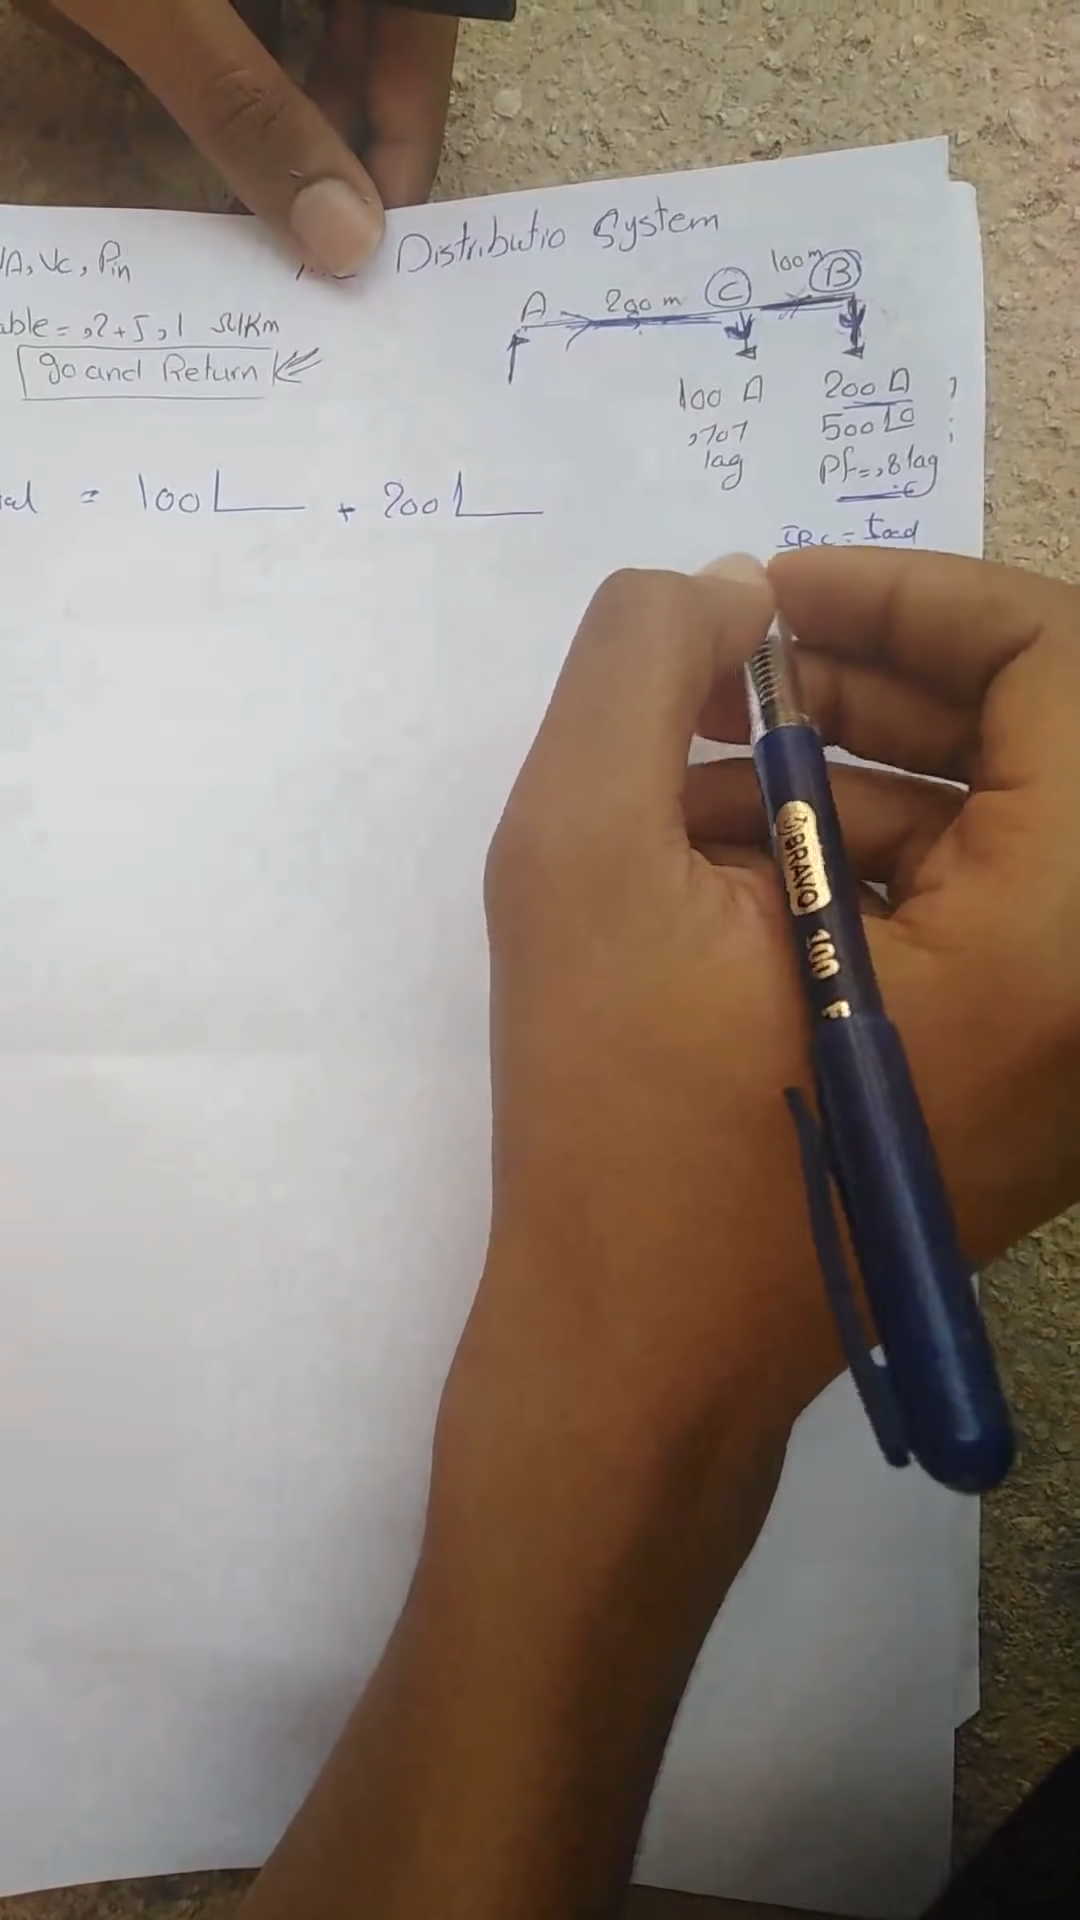 Distributio System
VA, Vc, Pin
able = ,2 + J ,1 Ω/Km
go and Return
A 200 m C 100m B
100 A
,707
lag
200 A
500 L0
Pf = ,8 lag
= 100 L + 200 L
BRAVO 100 F